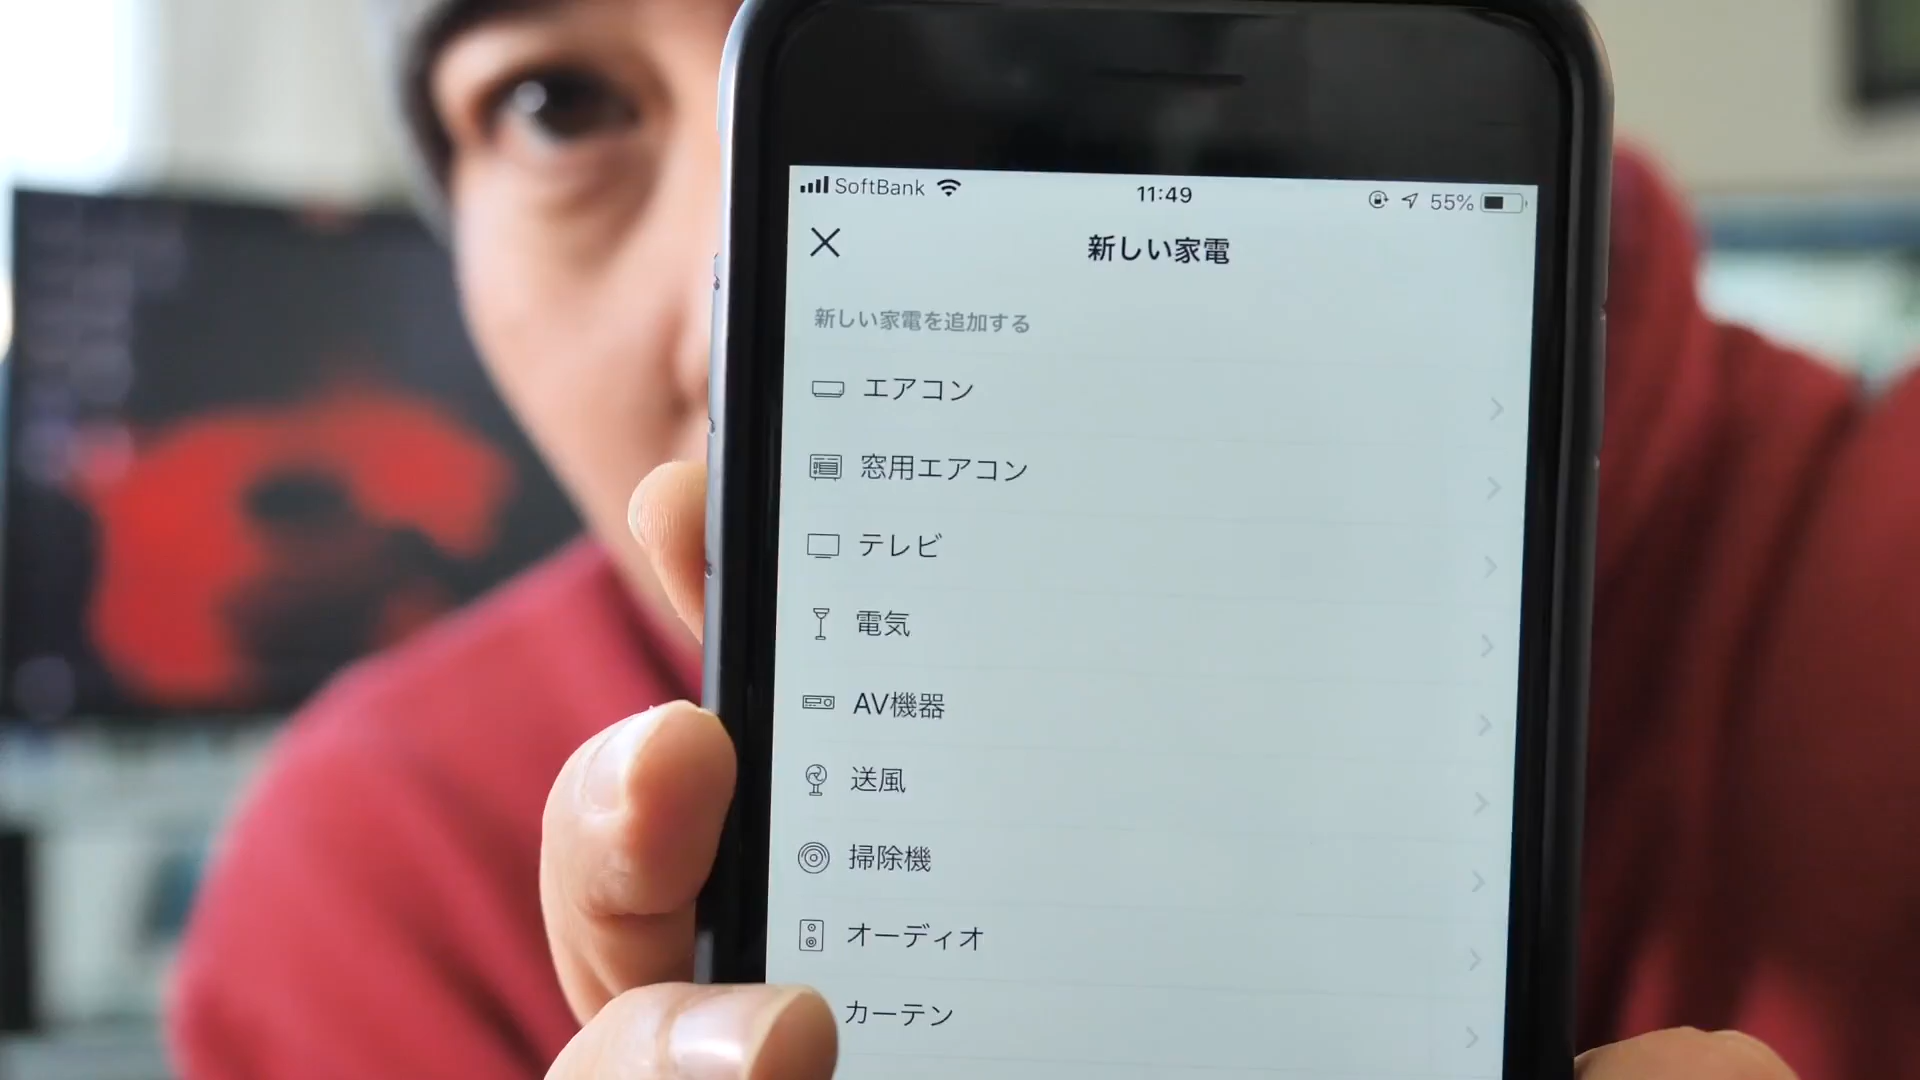 SoftBank 11:49 55%
新しい家電
新しい家電を追加する
エアコン
窓用エアコン
テレビ
電気
AV機器
送風
掃除機
オーディオ
カーテン